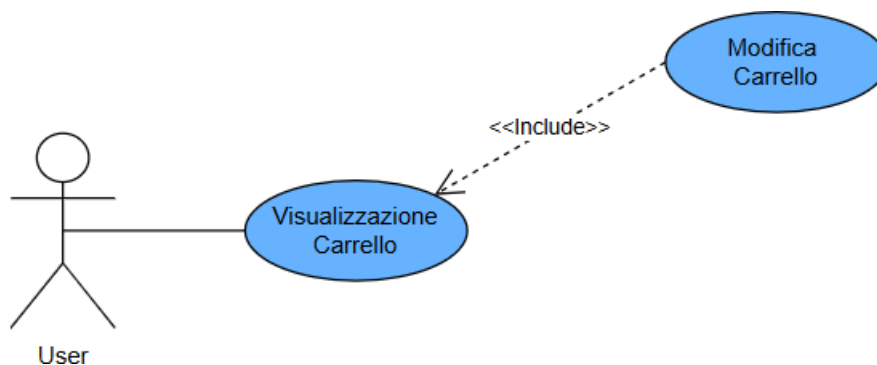 Modifica
Carrello
<<Include>>
Visualizzazione
Carrello
User